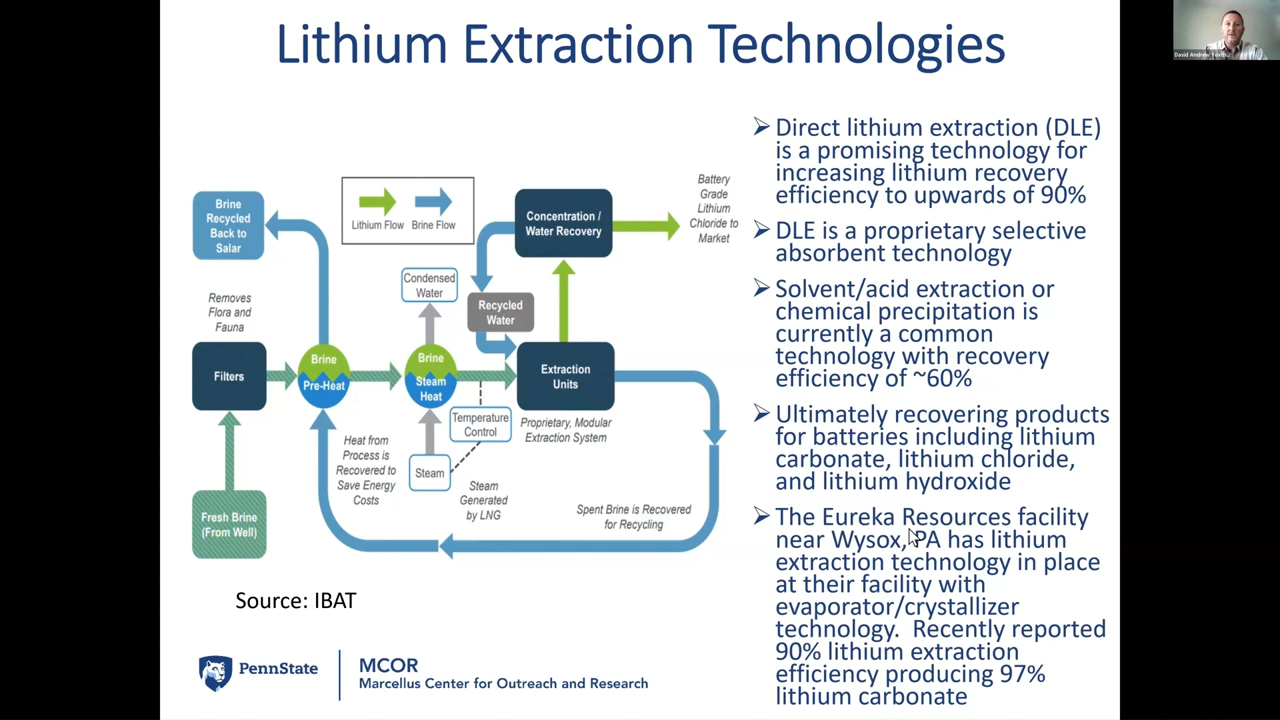 Lithium Extraction Technologies
David Andrew
Brine
Recycled
Back to
Salar
Lithium Flow
Brine Flow
Concentration /
Water Recovery
Battery
Grade
Lithium
Chloride to
Market
Removes
Flora and
Fauna
Condensed
Water
Recycled
Water
Filters
Brine
Pre-Heat
Brine
Steam
Heat
Extraction
Units
Temperature
Control
Proprietary, Modular
Extraction System
Heat from
Process is
Recovered to
Save Energy
Costs
Steam
Steam
Generated
by LNG
Fresh Brine
(From Well)
Spent Brine is Recovered
for Recycling
Source: IBAT
PennState
MCOR
Marcellus Center for Outreach and Research
➢ Direct lithium extraction (DLE)
is a promising technology for
increasing lithium recovery
efficiency to upwards of 90%
➢ DLE is a proprietary selective
absorbent technology
➢ Solvent/acid extraction or
chemical precipitation is
currently a common
technology with recovery
efficiency of ~60%
➢ Ultimately recovering products
for batteries including lithium
carbonate, lithium chloride,
and lithium hydroxide
➢ The Eureka Resources facility
near Wysox, PA has lithium
extraction technology in place
at their facility with
evaporator/crystallizer
technology. Recently reported
90% lithium extraction
efficiency producing 97%
lithium carbonate